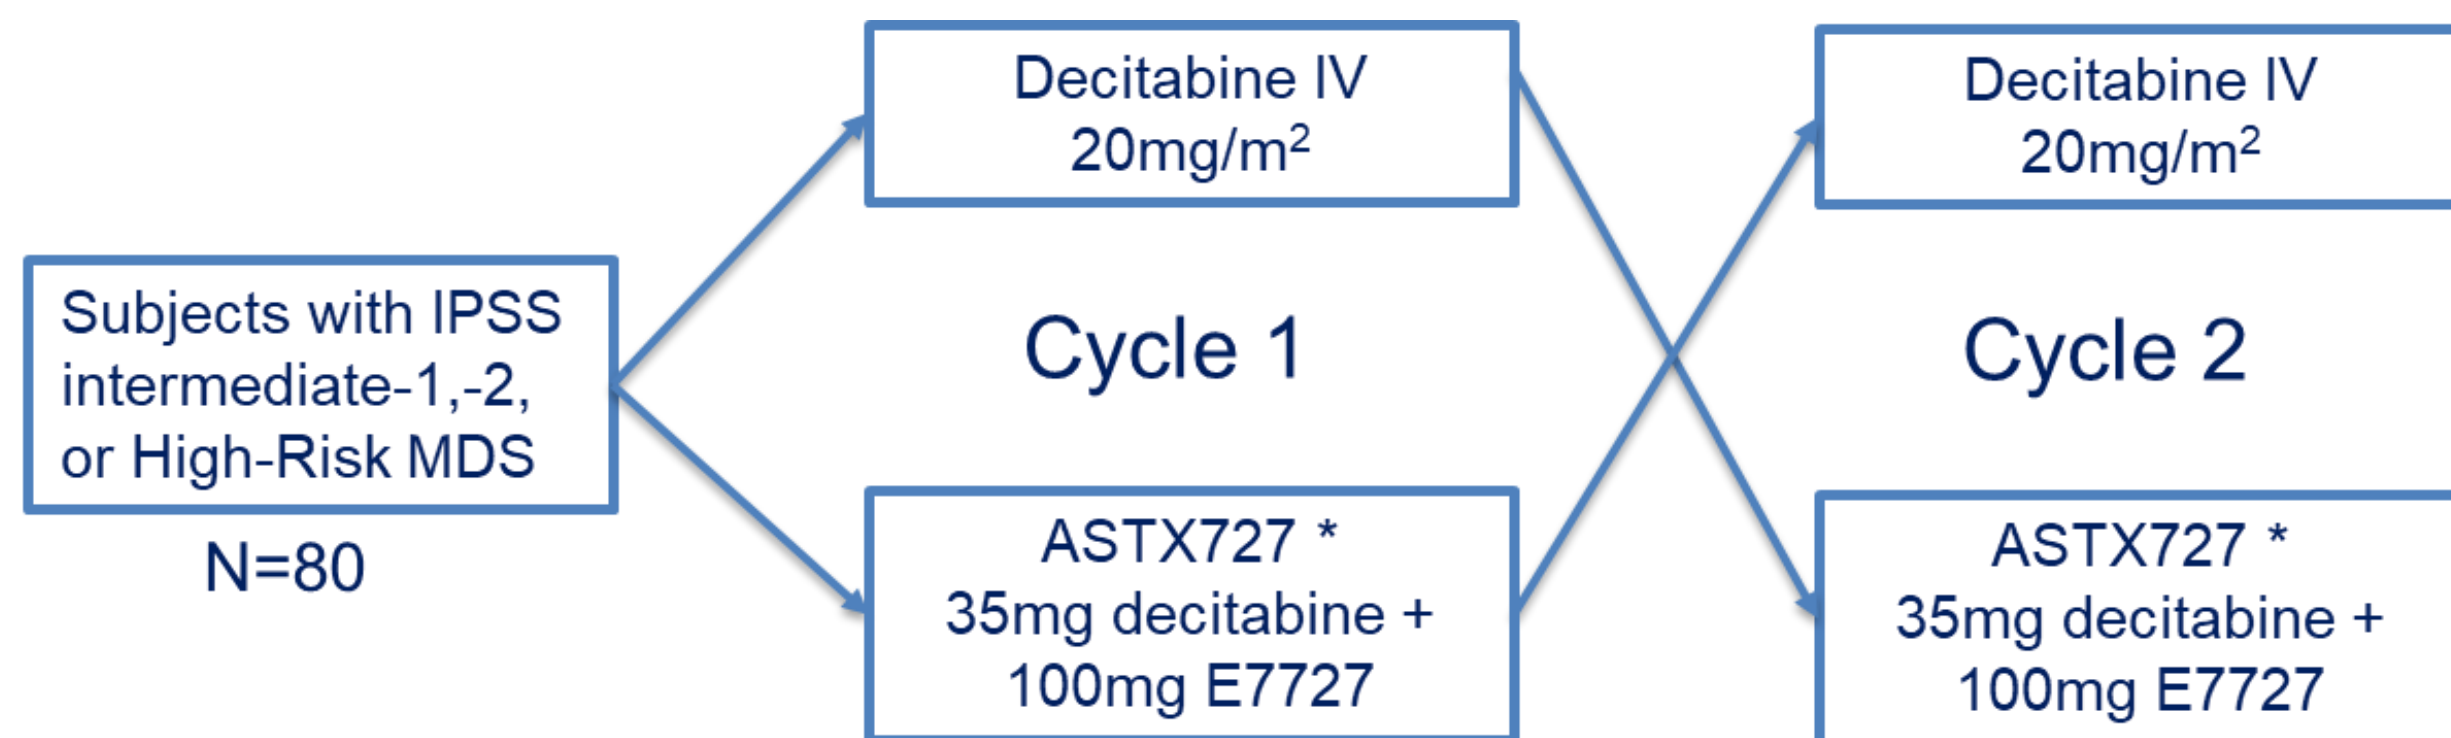 Subjects with IPSS
intermediate-1,-2,
or High-Risk MDS
N=80
Decitabine IV
20mg/m²
Cycle 1
ASTX727 *
35mg decitabine +
100mg E7727
Decitabine IV
20mg/m²
Cycle 2
ASTX727 *
35mg decitabine +
100mg E7727